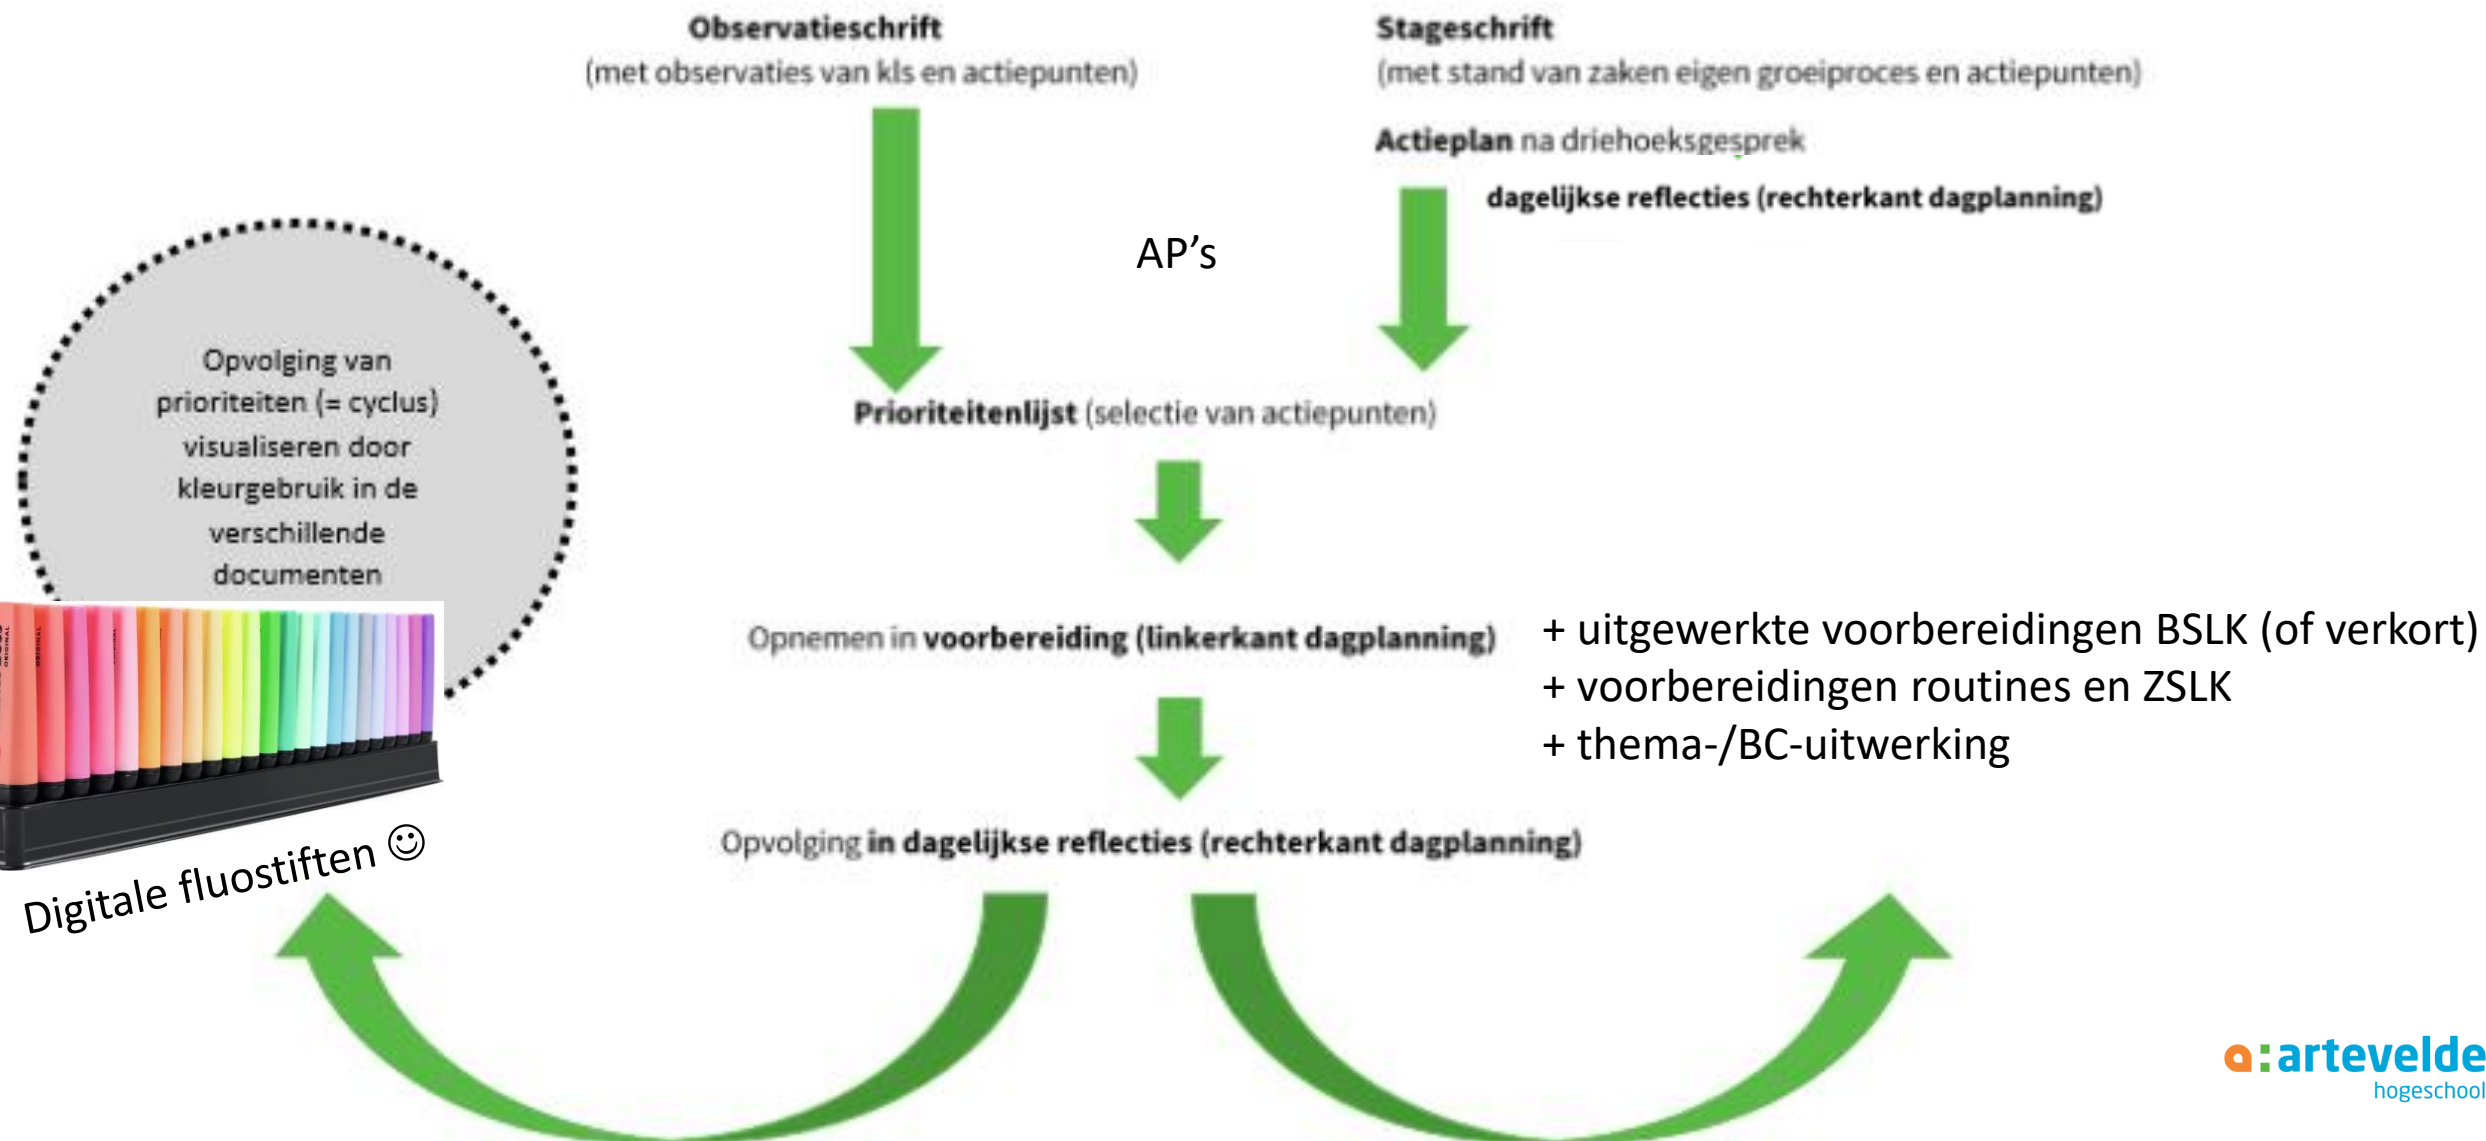 Observatieschrift
(met observaties van kls en actiepunten)
Stageschrift
(met stand van zaken eigen groeiproces en actiepunten)
Actieplan na driehoeksgesprek
dagelijkse reflecties (rechterkant dagplanning)
AP’s
Opvolging van
prioriteiten (= cyclus)
visualiseren door
kleurgebruik in de
verschillende
documenten
Prioriteitenlijst (selectie van actiepunten)
Opnemen in voorbereiding (linkerkant dagplanning)
+ uitgewerkte voorbereidingen BSLK (of verkort)
+ voorbereidingen routines en ZSLK
+ thema-/BC-uitwerking
Opvolging in dagelijkse reflecties (rechterkant dagplanning)
Digitale fluostiften ☺
a:artevelde
hogeschool